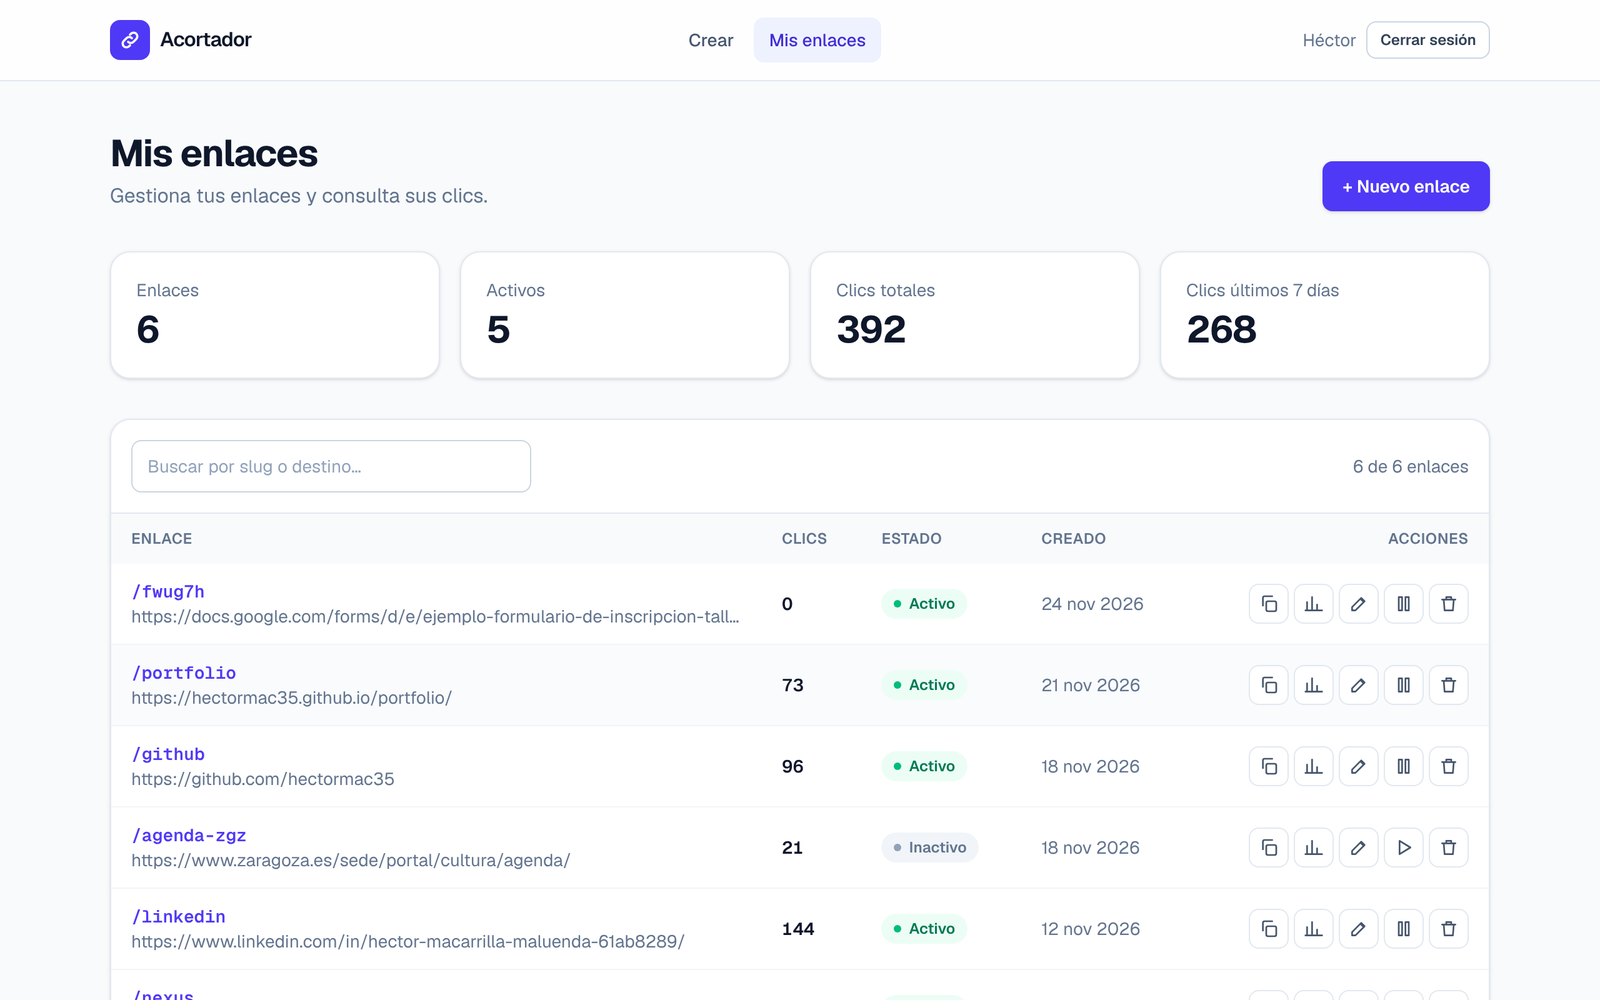 Acortador
Crear
Mis enlaces
Héctor
Cerrar sesión
Mis enlaces
Gestiona tus enlaces y consulta sus clics.
+ Nuevo enlace
Enlaces
6
Activos
5
Clics totales
392
Clics últimos 7 días
268
Buscar por slug o destino...
6 de 6 enlaces
ENLACE CLICS ESTADO CREADO ACCIONES
/fwug7h
https://docs.google.com/forms/d/e/ejemplo-formulario-de-inscripcion-tall...
0 Activo 24 nov 2026
/portfolio
https://hectormac35.github.io/portfolio/
73 Activo 21 nov 2026
/github
https://github.com/hectormac35
96 Activo 18 nov 2026
/agenda-zgz
https://www.zaragoza.es/sede/portal/cultura/agenda/
21 Inactivo 18 nov 2026
/linkedin
https://www.linkedin.com/in/hector-macarrilla-maluenda-61ab8289/
144 Activo 12 nov 2026
/nexus